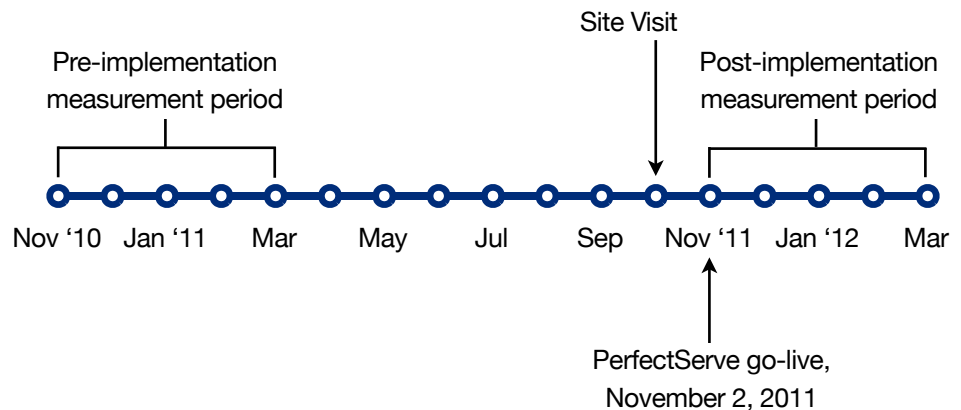 Site Visit
Pre-implementation
measurement period
Post-implementation
measurement period
Nov ‘10 Jan ‘11 Mar May Jul Sep Nov ‘11 Jan ‘12 Mar
PerfectServe go-live,
November 2, 2011